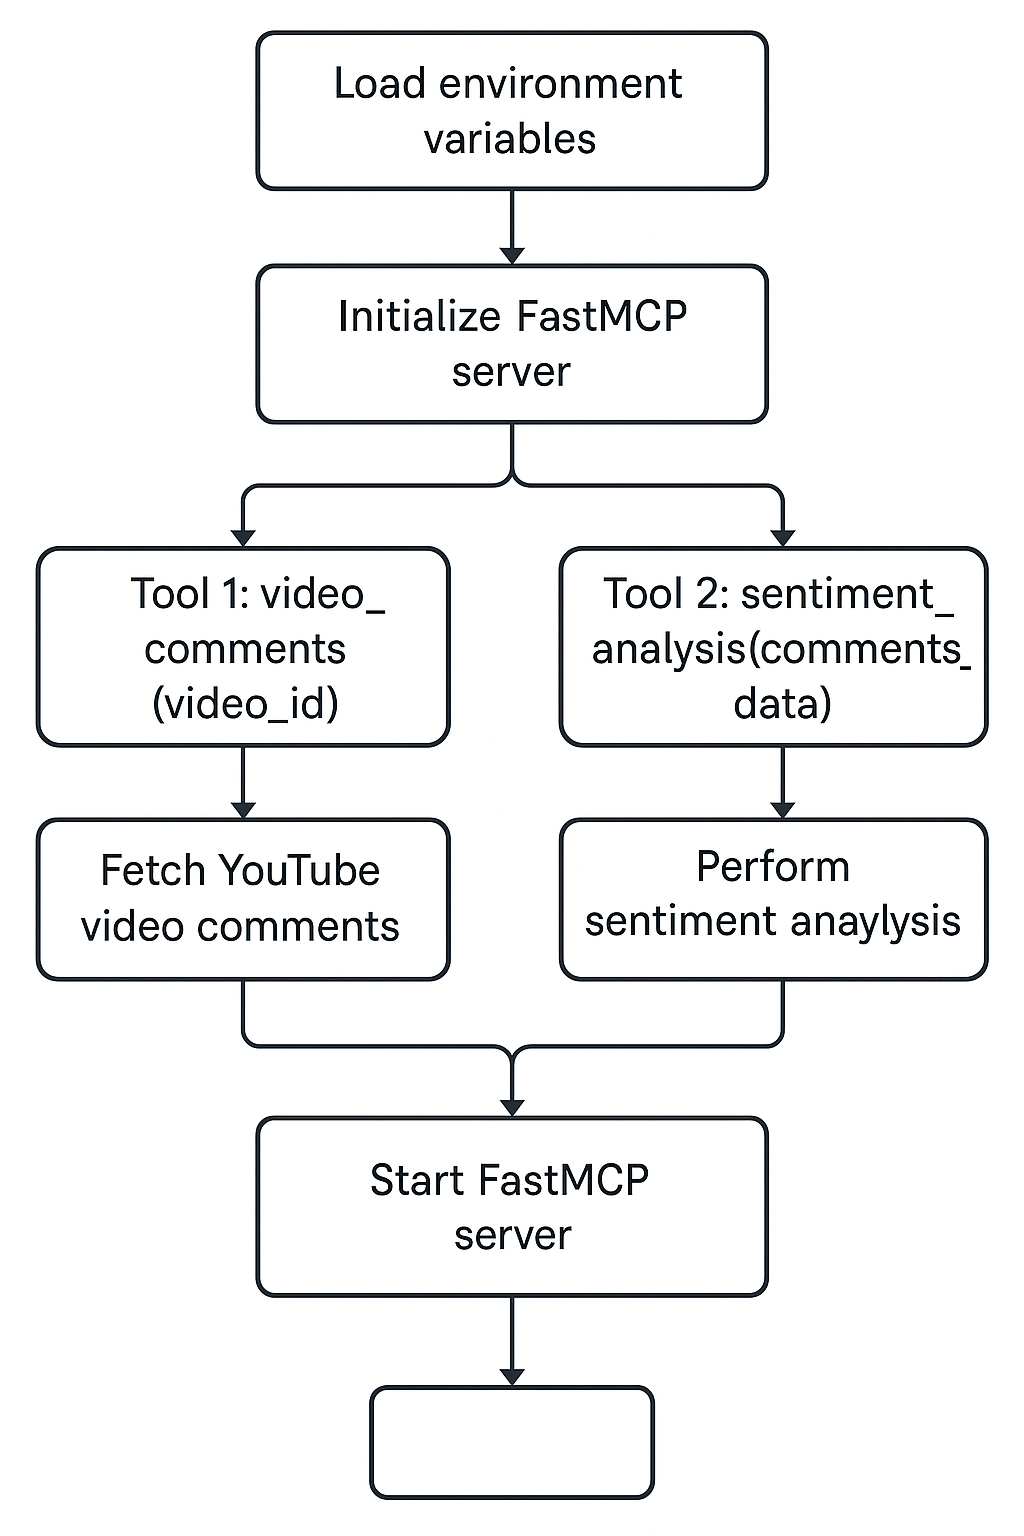 Load environment
variables
Initialize FastMCP
server
Tool 1: video_
comments
(video_id)
Tool 2: sentiment_
analysis(comments_
data)
Fetch YouTube
video comments
Perform
sentiment anaylysis
Start FastMCP
server